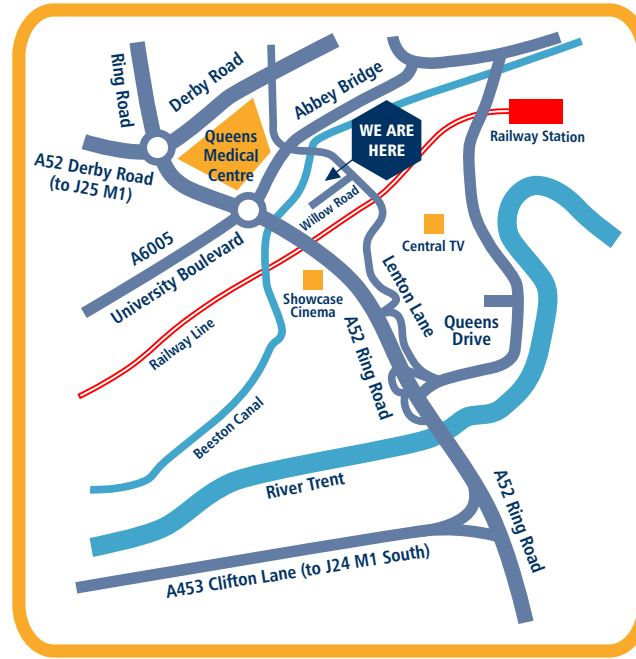 Ring Road
Derby Road
Abbey Bridge
Railway Station
WE ARE
HERE
Queens
Medical
Centre
A52 Derby Road
(to J25 M1)
Willow Road
A6005
University Boulevard
Central TV
Lenton Lane
Showcase
Cinema
Queens
Drive
Railway Line
A52 Ring Road
Beeston Canal
River Trent
A52 Ring Road
A453 Clifton Lane (to J24 M1 South)